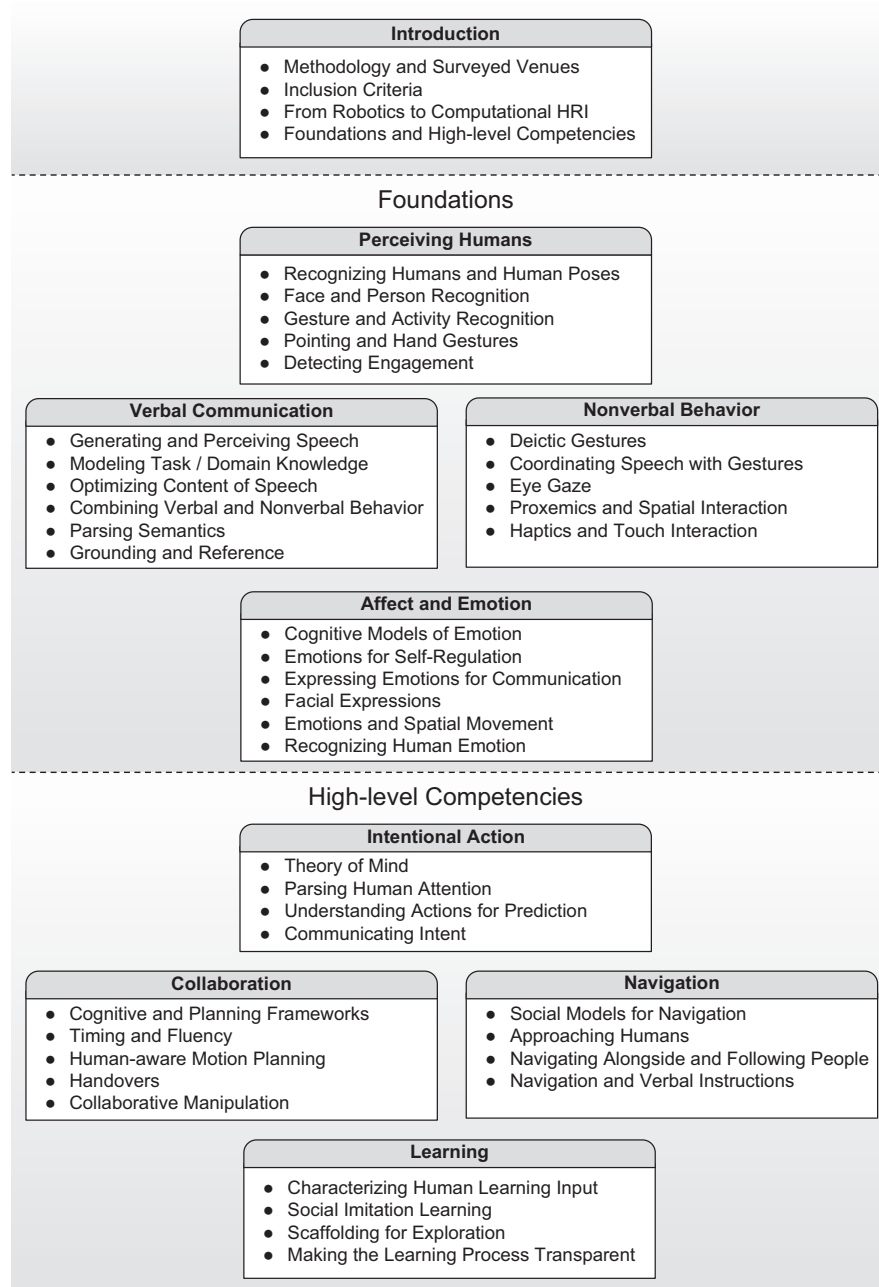 Introduction
● Methodology and Surveyed Venues
● Inclusion Criteria
● From Robotics to Computational HRI
● Foundations and High-level Competencies
Foundations
Perceiving Humans
● Recognizing Humans and Human Poses
● Face and Person Recognition
● Gesture and Activity Recognition
● Pointing and Hand Gestures
● Detecting Engagement
Verbal Communication
● Generating and Perceiving Speech
● Modeling Task / Domain Knowledge
● Optimizing Content of Speech
● Combining Verbal and Nonverbal Behavior
● Parsing Semantics
● Grounding and Reference
Nonverbal Behavior
● Deictic Gestures
● Coordinating Speech with Gestures
● Eye Gaze
● Proxemics and Spatial Interaction
● Haptics and Touch Interaction
Affect and Emotion
● Cognitive Models of Emotion
● Emotions for Self-Regulation
● Expressing Emotions for Communication
● Facial Expressions
● Emotions and Spatial Movement
● Recognizing Human Emotion
High-level Competencies
Intentional Action
● Theory of Mind
● Parsing Human Attention
● Understanding Actions for Prediction
● Communicating Intent
Collaboration
● Cognitive and Planning Frameworks
● Timing and Fluency
● Human-aware Motion Planning
● Handovers
● Collaborative Manipulation
Navigation
● Social Models for Navigation
● Approaching Humans
● Navigating Alongside and Following People
● Navigation and Verbal Instructions
Learning
● Characterizing Human Learning Input
● Social Imitation Learning
● Scaffolding for Exploration
● Making the Learning Process Transparent